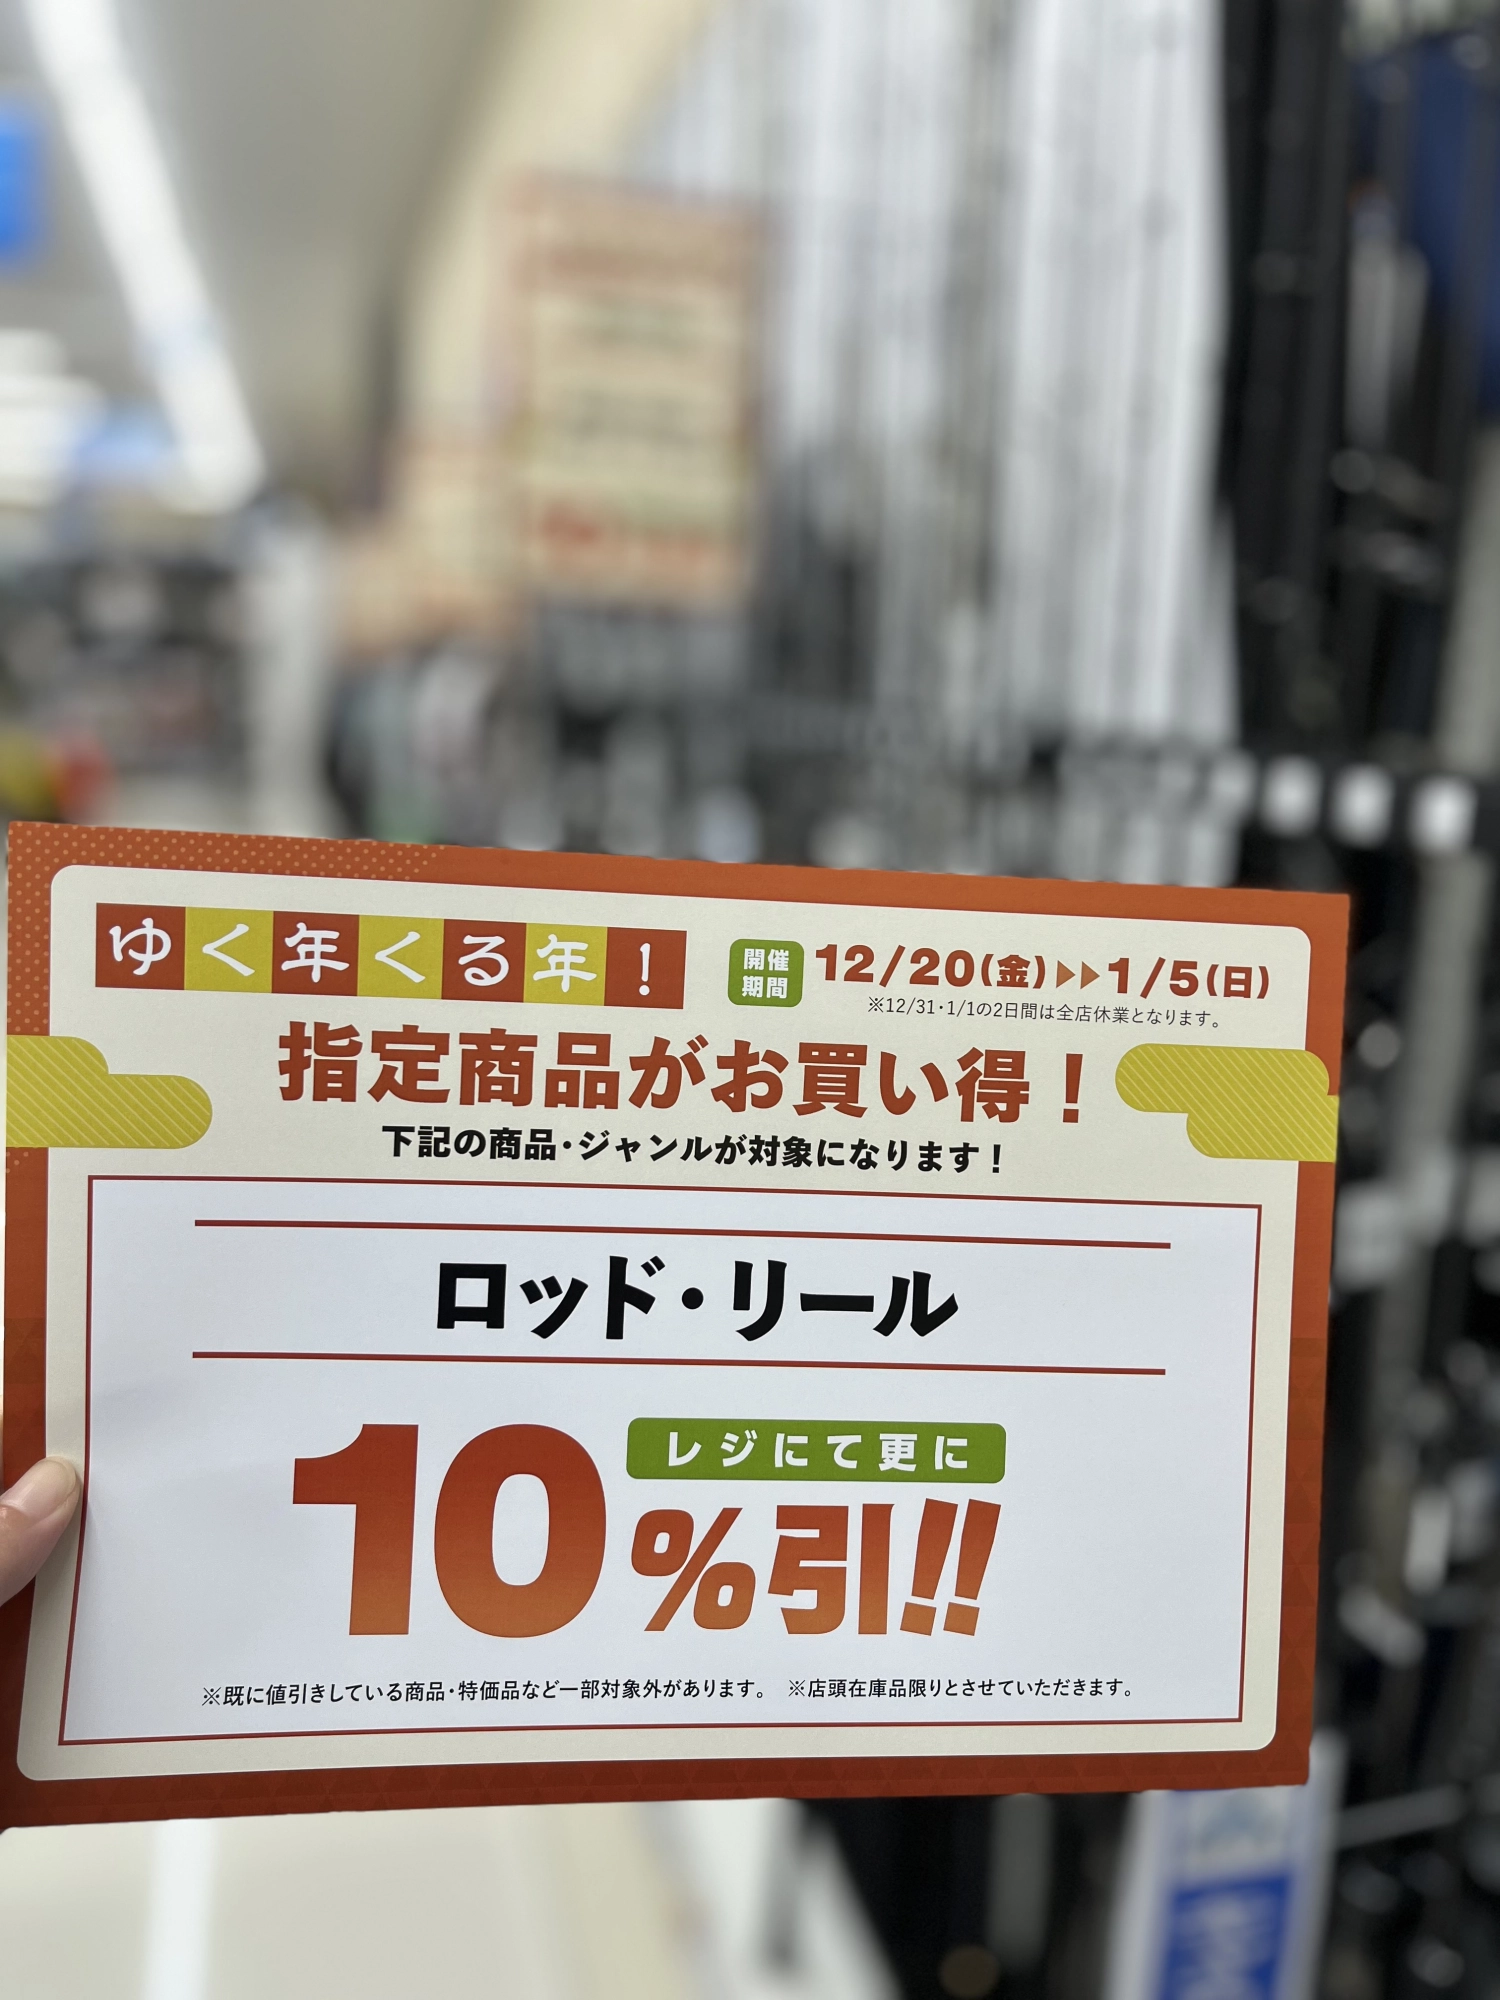 ゆく年くる年！
開催期間 12/20(金)▶▶1/5(日)
※12/31・1/1の2日間は全店休業となります。
指定商品がお買い得！
下記の商品・ジャンルが対象になります！
ロッド・リール
レジにて更に
10%引!!
※既に値引きしている商品・特価品など一部対象外があります。 ※店頭在庫品限りとさせていただきます。